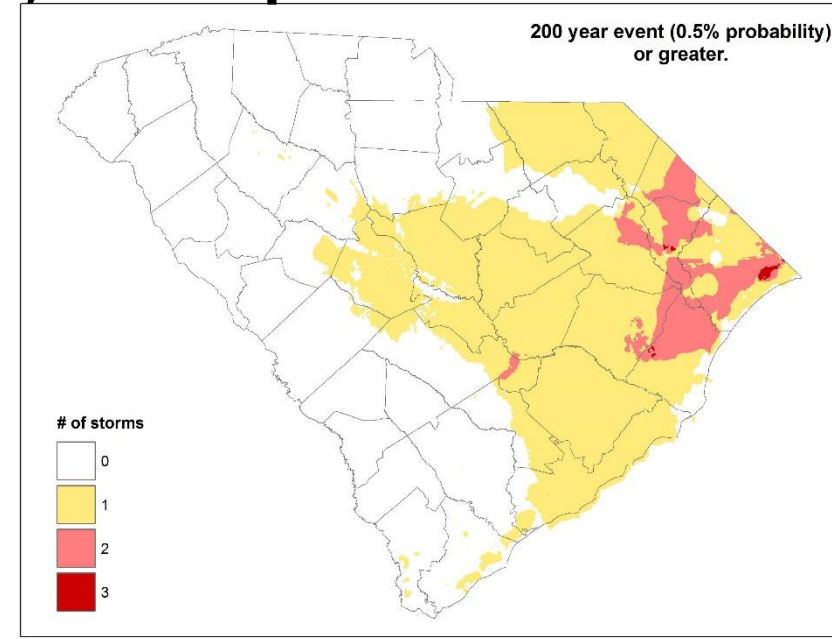 200 year event (0.5% probability)
or greater.
# of storms
0
1
2
3